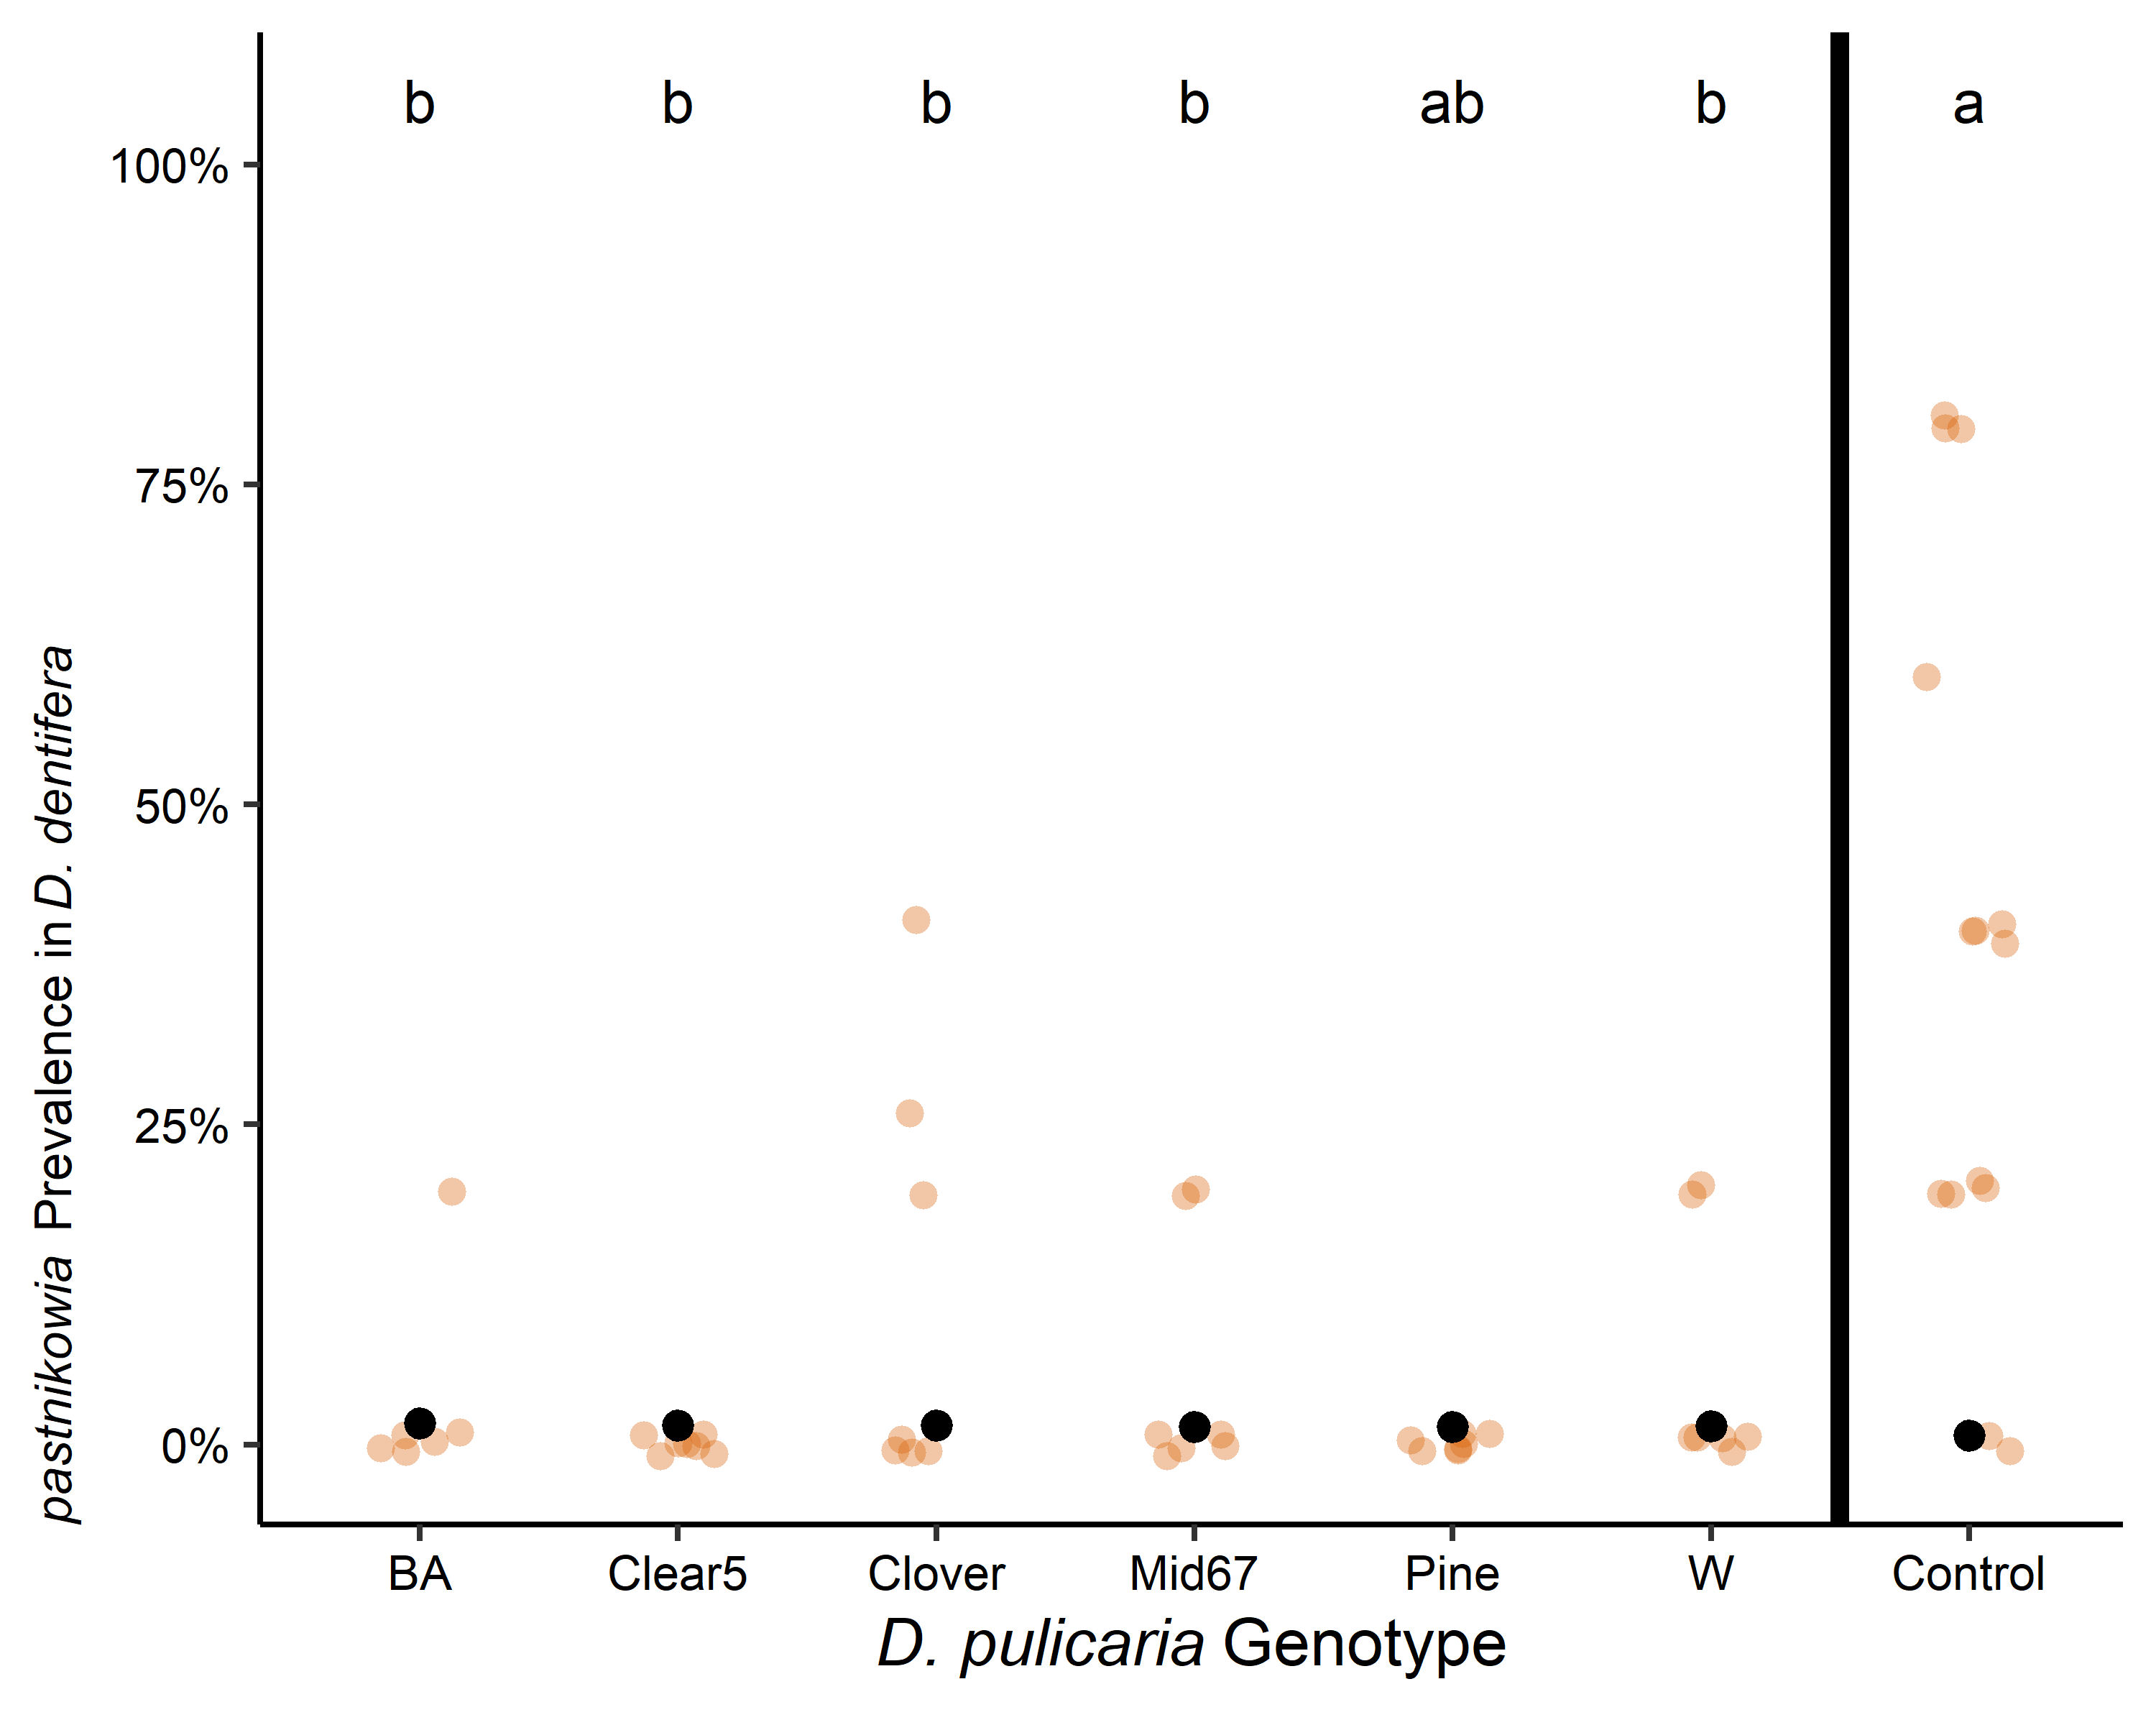 b b b b ab b a
100%
75%
50%
25%
0%
pastnikowia Prevalence in D. dentifera
BA Clear5 Clover Mid67 Pine W Control
D. pulicaria Genotype